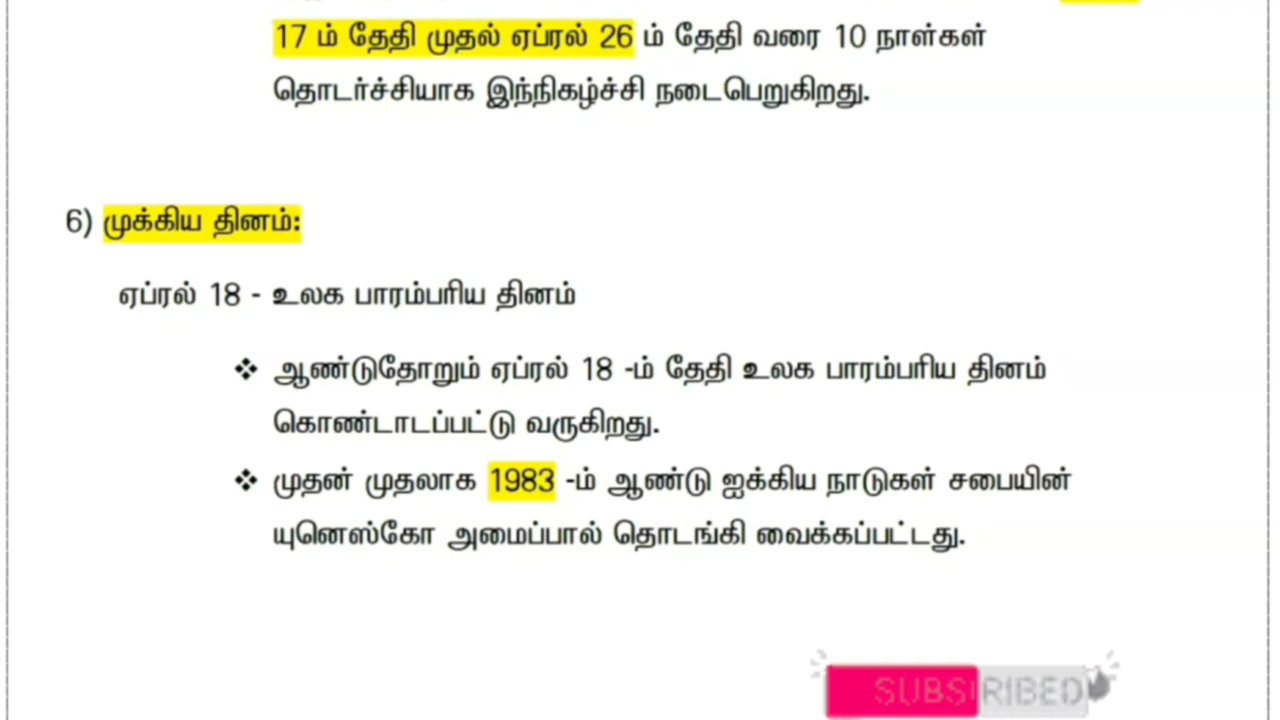 17 ம் தேதி முதல் ஏப்ரல் 26 ம் தேதி வரை 10 நாள்கள்
தொடர்ச்சியாக இந்நிகழ்ச்சி நடைபெறுகிறது.
6) முக்கிய தினம்:
ஏப்ரல் 18 - உலக பாரம்பரிய தினம்
❖ ஆண்டுதோறும் ஏப்ரல் 18 -ம் தேதி உலக பாரம்பரிய தினம்
கொண்டாடப்பட்டு வருகிறது.
❖ முதன் முதலாக 1983 -ம் ஆண்டு ஐக்கிய நாடுகள் சபையின்
யுனெஸ்கோ அமைப்பால் தொடங்கி வைக்கப்பட்டது.